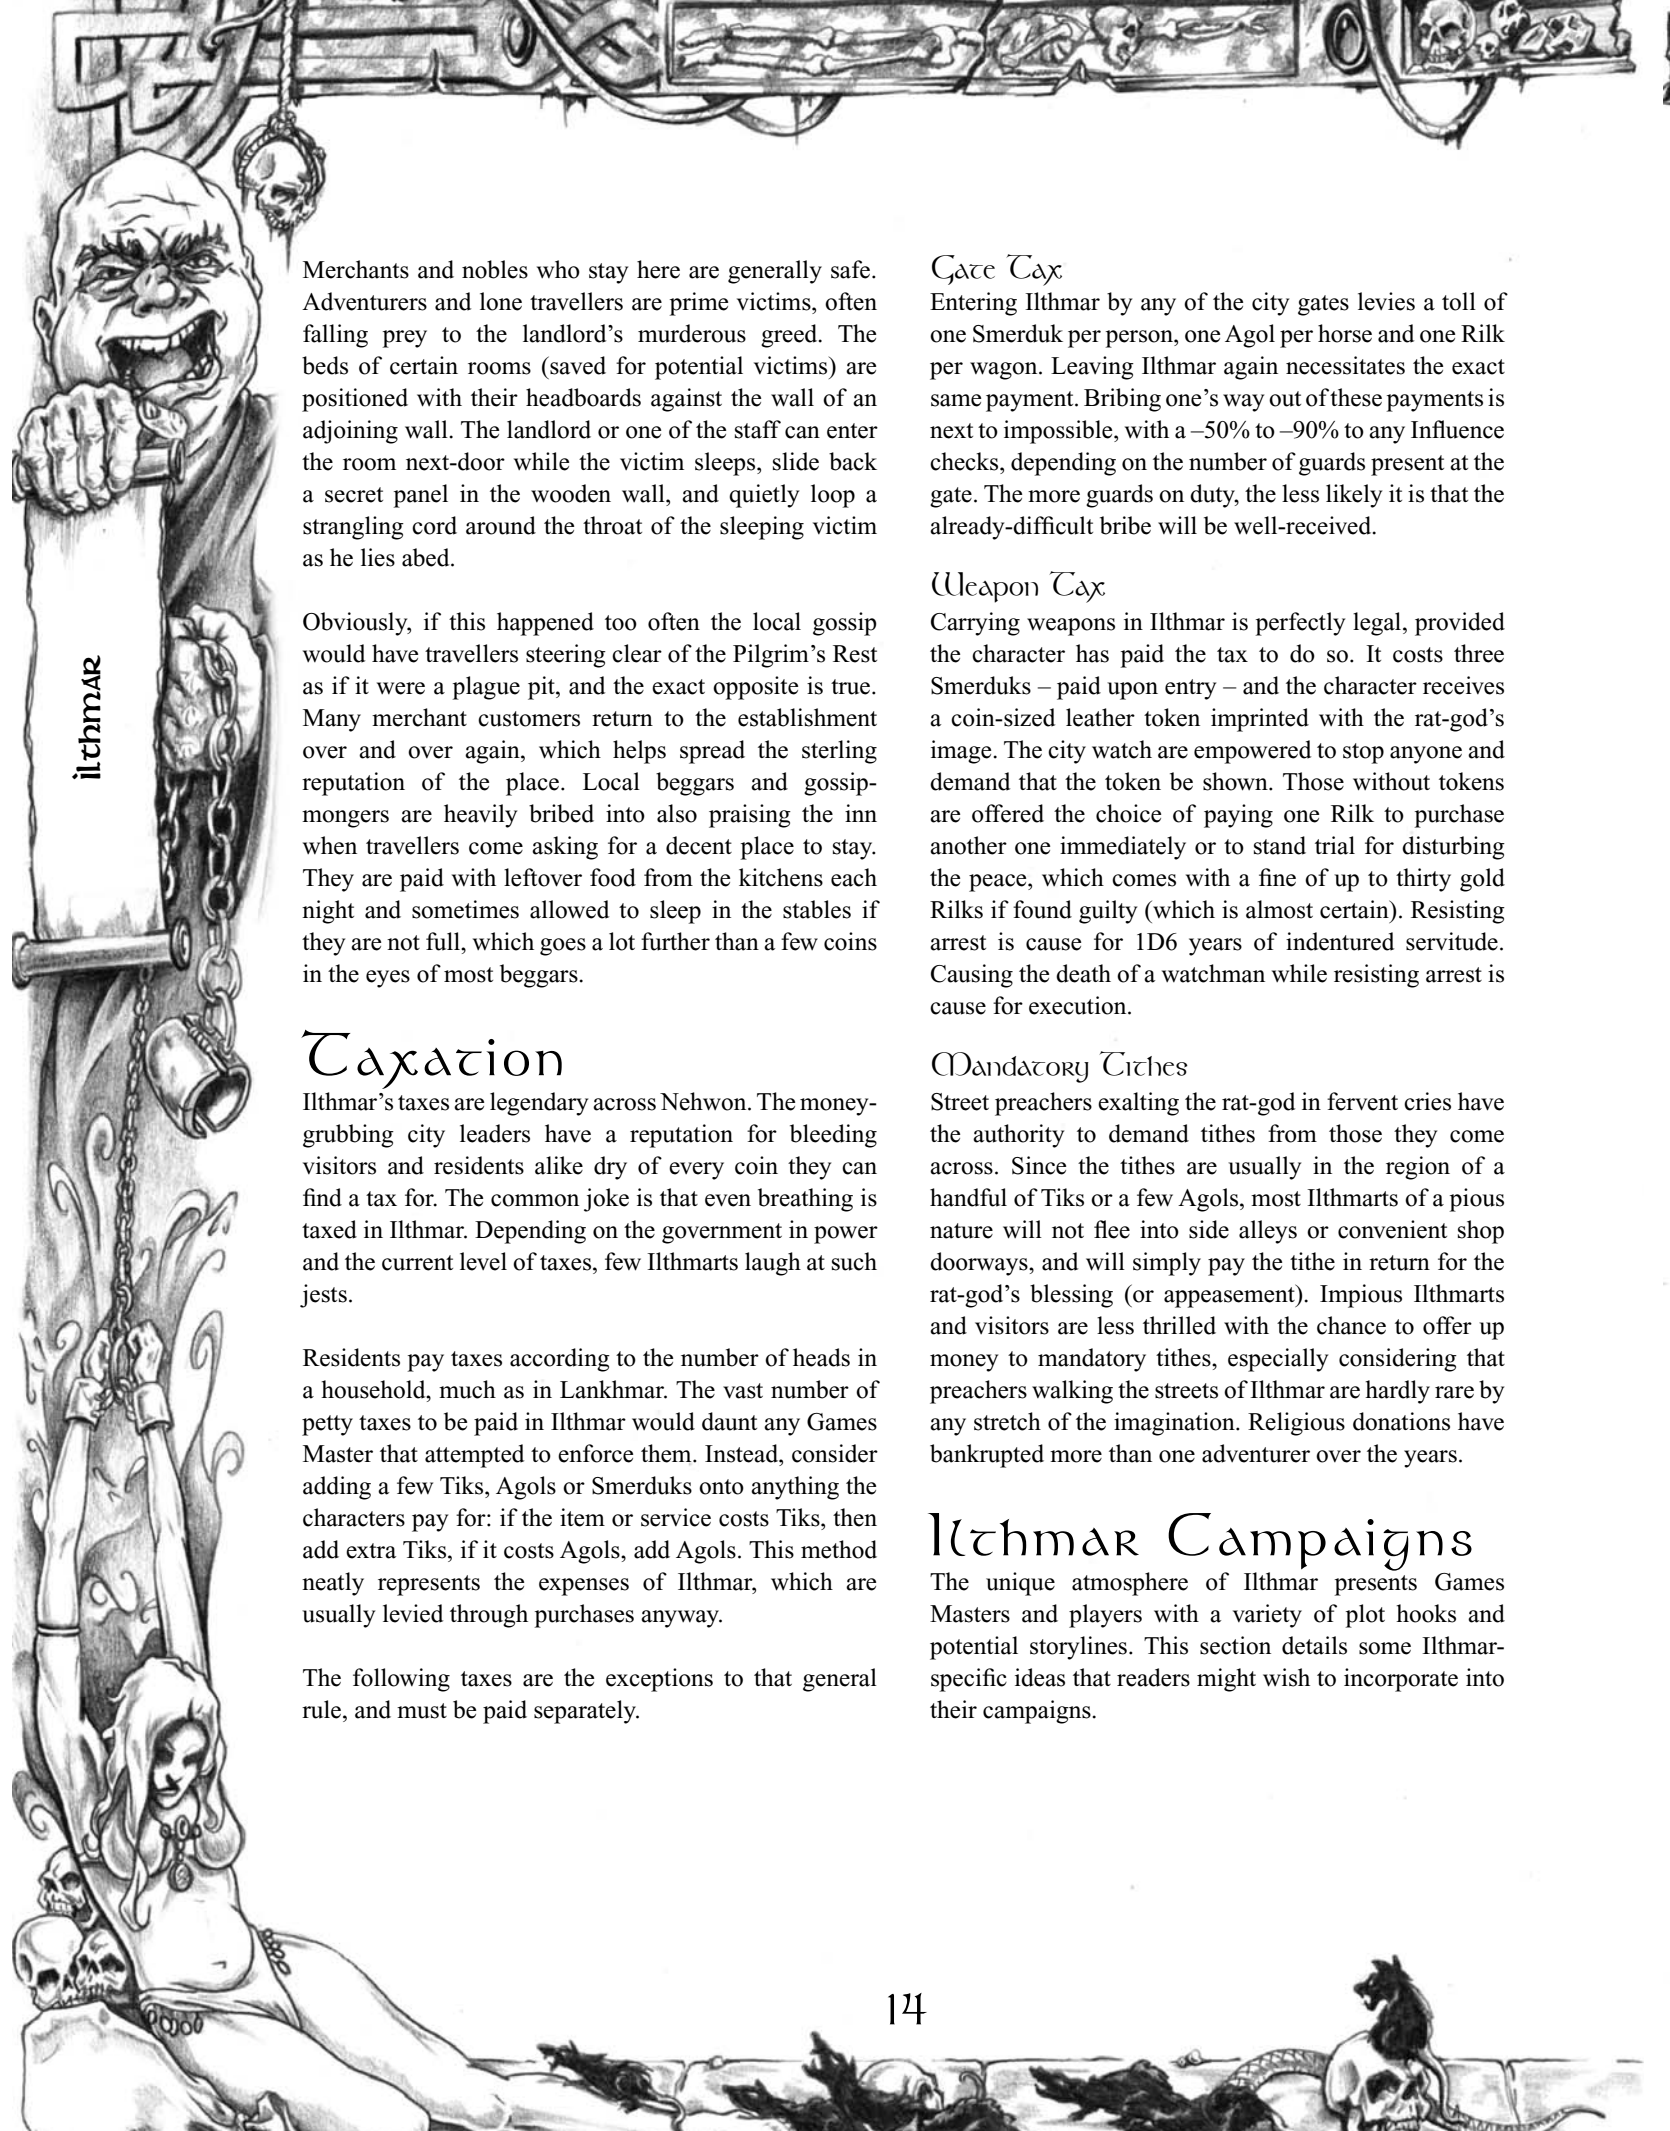 ilthmar
Merchants and nobles who stay here are generally safe.
Adventurers and lone travellers are prime victims, often
falling prey to the landlord’s murderous greed. The
beds of certain rooms (saved for potential victims) are
positioned with their headboards against the wall of an
adjoining wall. The landlord or one of the staff can enter
the room next-door while the victim sleeps, slide back
a secret panel in the wooden wall, and quietly loop a
strangling cord around the throat of the sleeping victim
as he lies abed.
Obviously, if this happened too often the local gossip
would have travellers steering clear of the Pilgrim’s Rest
as if it were a plague pit, and the exact opposite is true.
Many merchant customers return to the establishment
over and over again, which helps spread the sterling
reputation of the place. Local beggars and gossip-
mongers are heavily bribed into also praising the inn
when travellers come asking for a decent place to stay.
They are paid with leftover food from the kitchens each
night and sometimes allowed to sleep in the stables if
they are not full, which goes a lot further than a few coins
in the eyes of most beggars.
Taxation
Ilthmar’s taxes are legendary across Nehwon. The money-
grubbing city leaders have a reputation for bleeding
visitors and residents alike dry of every coin they can
find a tax for. The common joke is that even breathing is
taxed in Ilthmar. Depending on the government in power
and the current level of taxes, few Ilthmarts laugh at such
jests.
Residents pay taxes according to the number of heads in
a household, much as in Lankhmar. The vast number of
petty taxes to be paid in Ilthmar would daunt any Games
Master that attempted to enforce them. Instead, consider
adding a few Tiks, Agols or Smerduks onto anything the
characters pay for: if the item or service costs Tiks, then
add extra Tiks, if it costs Agols, add Agols. This method
neatly represents the expenses of Ilthmar, which are
usually levied through purchases anyway.
The following taxes are the exceptions to that general
rule, and must be paid separately.
Gate Tax
Entering Ilthmar by any of the city gates levies a toll of
one Smerduk per person, one Agol per horse and one Rilk
per wagon. Leaving Ilthmar again necessitates the exact
same payment. Bribing one’s way out of these payments is
next to impossible, with a –50% to –90% to any Influence
checks, depending on the number of guards present at the
gate. The more guards on duty, the less likely it is that the
already-difficult bribe will be well-received.
Weapon Tax
Carrying weapons in Ilthmar is perfectly legal, provided
the character has paid the tax to do so. It costs three
Smerduks – paid upon entry – and the character receives
a coin-sized leather token imprinted with the rat-god’s
image. The city watch are empowered to stop anyone and
demand that the token be shown. Those without tokens
are offered the choice of paying one Rilk to purchase
another one immediately or to stand trial for disturbing
the peace, which comes with a fine of up to thirty gold
Rilks if found guilty (which is almost certain). Resisting
arrest is cause for 1D6 years of indentured servitude.
Causing the death of a watchman while resisting arrest is
cause for execution.
Mandatory Tithes
Street preachers exalting the rat-god in fervent cries have
the authority to demand tithes from those they come
across. Since the tithes are usually in the region of a
handful of Tiks or a few Agols, most Ilthmarts of a pious
nature will not flee into side alleys or convenient shop
doorways, and will simply pay the tithe in return for the
rat-god’s blessing (or appeasement). Impious Ilthmarts
and visitors are less thrilled with the chance to offer up
money to mandatory tithes, especially considering that
preachers walking the streets of Ilthmar are hardly rare by
any stretch of the imagination. Religious donations have
bankrupted more than one adventurer over the years.
Ilthmar Campaigns
The unique atmosphere of Ilthmar presents Games
Masters and players with a variety of plot hooks and
potential storylines. This section details some Ilthmar-
specific ideas that readers might wish to incorporate into
their campaigns.
14